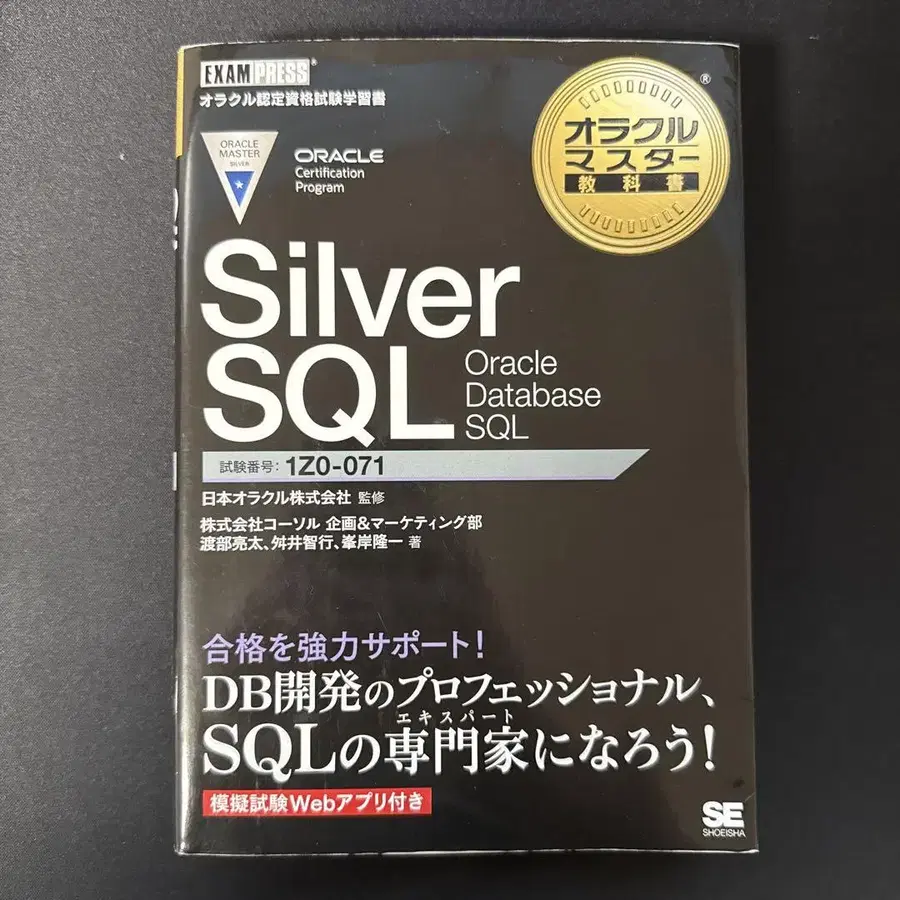 EXAMPRESS®
オラクル認定資格試験学習書
ORACLE
MASTER
SILVER
ORACLE
Certification
Program
オラクル
マスター
教科書
®
Silver
SQL
Oracle
Database
SQL
試験番号：1Z0-071
日本オラクル株式会社 監修
株式会社コーソル 企画&マーケティング部
渡部亮太、舛井智行、峯岸隆一 著
合格を強力サポート！
DB開発のプロフェッショナル、
エキスパート
SQLの専門家になろう！
模擬試験Webアプリ付き
SE
SHOEISHA